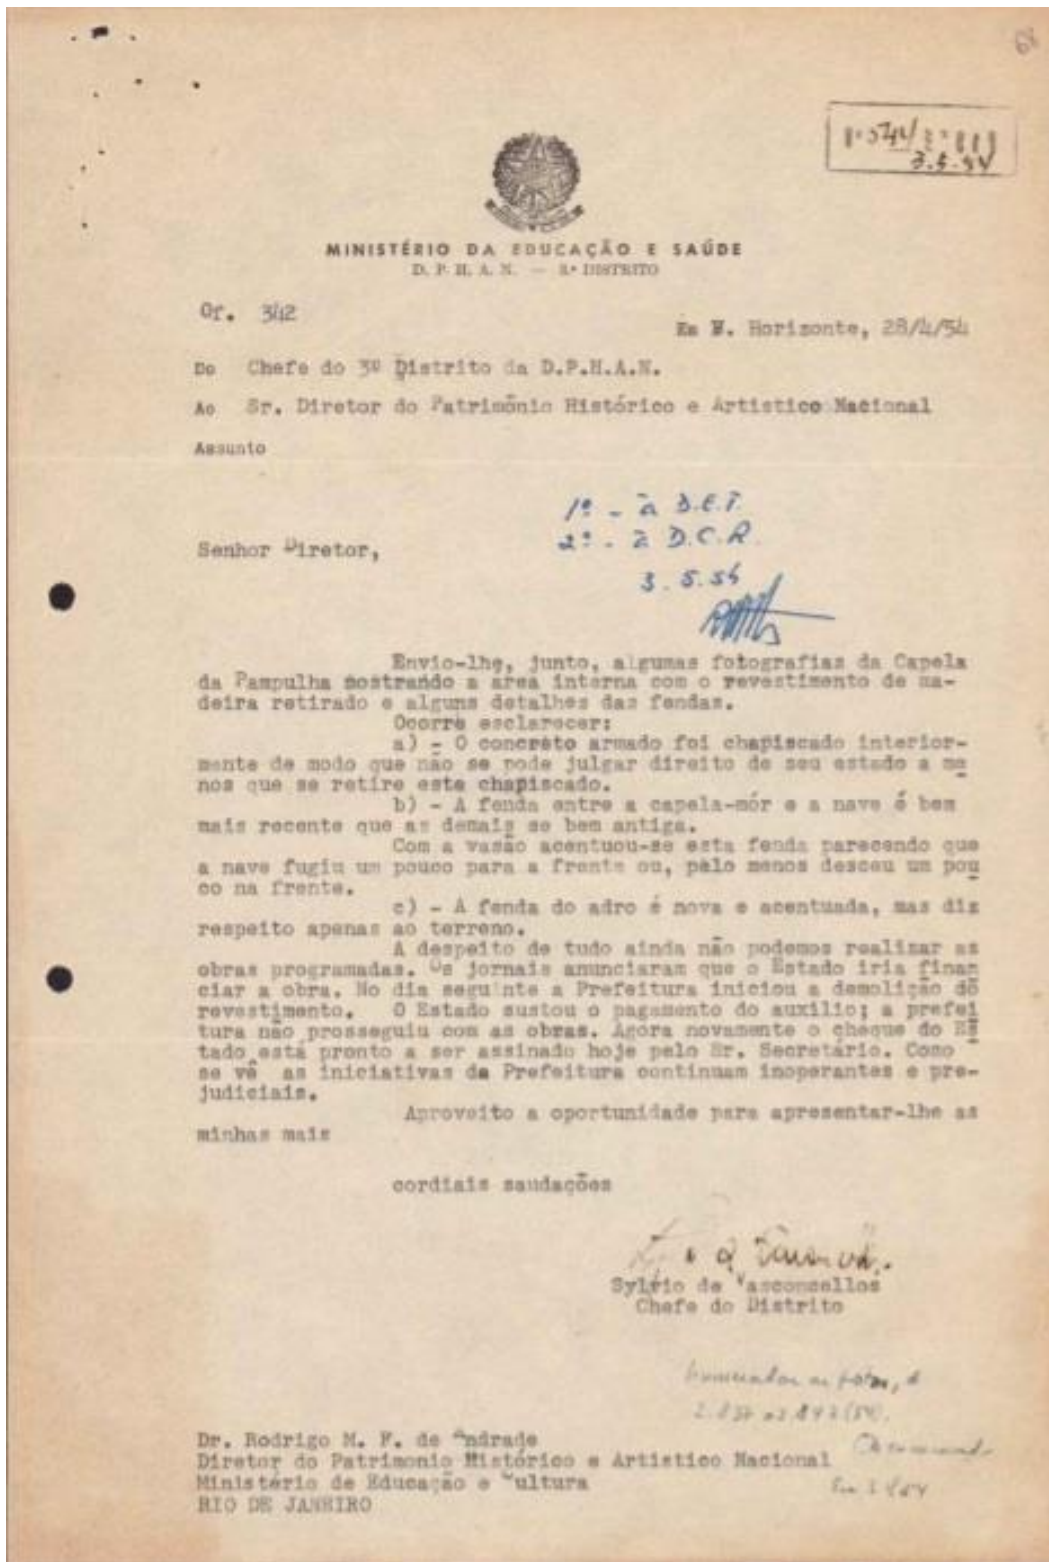 68
3.5.54
MINISTÉRIO DA EDUCAÇÃO E SAÚDE
D. P. H. A. N. — 3.º DISTRITO
Of. 342
Em B. Horizonte, 28/4/54
De Chefe do 3º Distrito da D.P.H.A.N.
Ao Sr. Diretor do Patrimônio Histórico e Artistico Nacional
Assunto
1º - à D.E.T.
2º - à D.C.R.
3.5.54
Senhor Diretor,
Envio-lhe, junto, algumas fotografias da Capela
da Pampulha mostrando a area interna com o revestimento de ma-
deira retirado e alguns detalhes das fendas.
Ocorre esclarecer:
a) - O concreto armado foi chapiscado interior-
mente de modo que não se pode julgar direito de seu estado a me
nos que se retire este chapiscado.
b) - A fenda entre a capela-mór e a nave é bem
mais recente que as demais se bem antiga.
Com a vasão acentuou-se esta fenda parecendo que
a nave fugiu um pouco para a frente ou, pelo menos desceu um pou
co na frente.
c) - A fenda do adro é nova e acentuada, mas diz
respeito apenas ao terreno.
A despeito de tudo ainda não podemos realizar as
obras programadas. Os jornais anunciaram que o Estado iria finan
ciar a obra. No dia seguinte a Prefeitura iniciou a demolição do
revestimento. O Estado sustou o pagamento do auxilio; a prefei
tura não prosseguiu com as obras. Agora novamente o cheque do Es
tado está pronto a ser assinado hoje pelo Sr. Secretário. Como
se vê as iniciativas da Prefeitura continuam inoperantes e pre-
judiciais.
Aproveito a oportunidade para apresentar-lhe as
minhas mais
cordiais saudações
Sylvio de Vasconcellos
Chefe do Distrito
Dr. Rodrigo M. F. de Andrade
Diretor do Patrimonio Histórico e Artistico Nacional
Ministério de Educação e Cultura
RIO DE JANEIRO